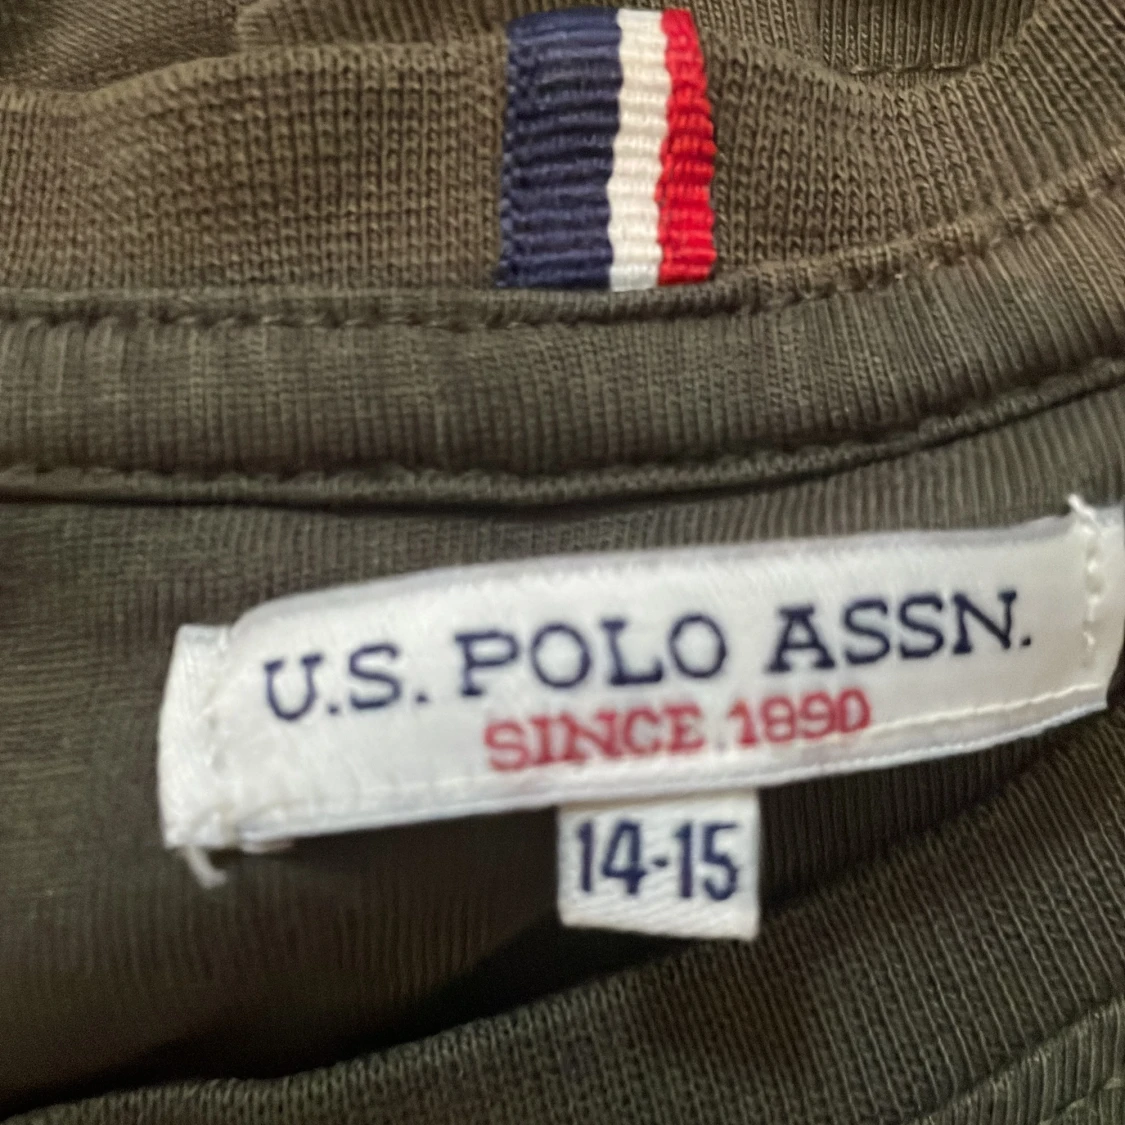 U.S. POLO ASSN.
SINCE 1890
14-15